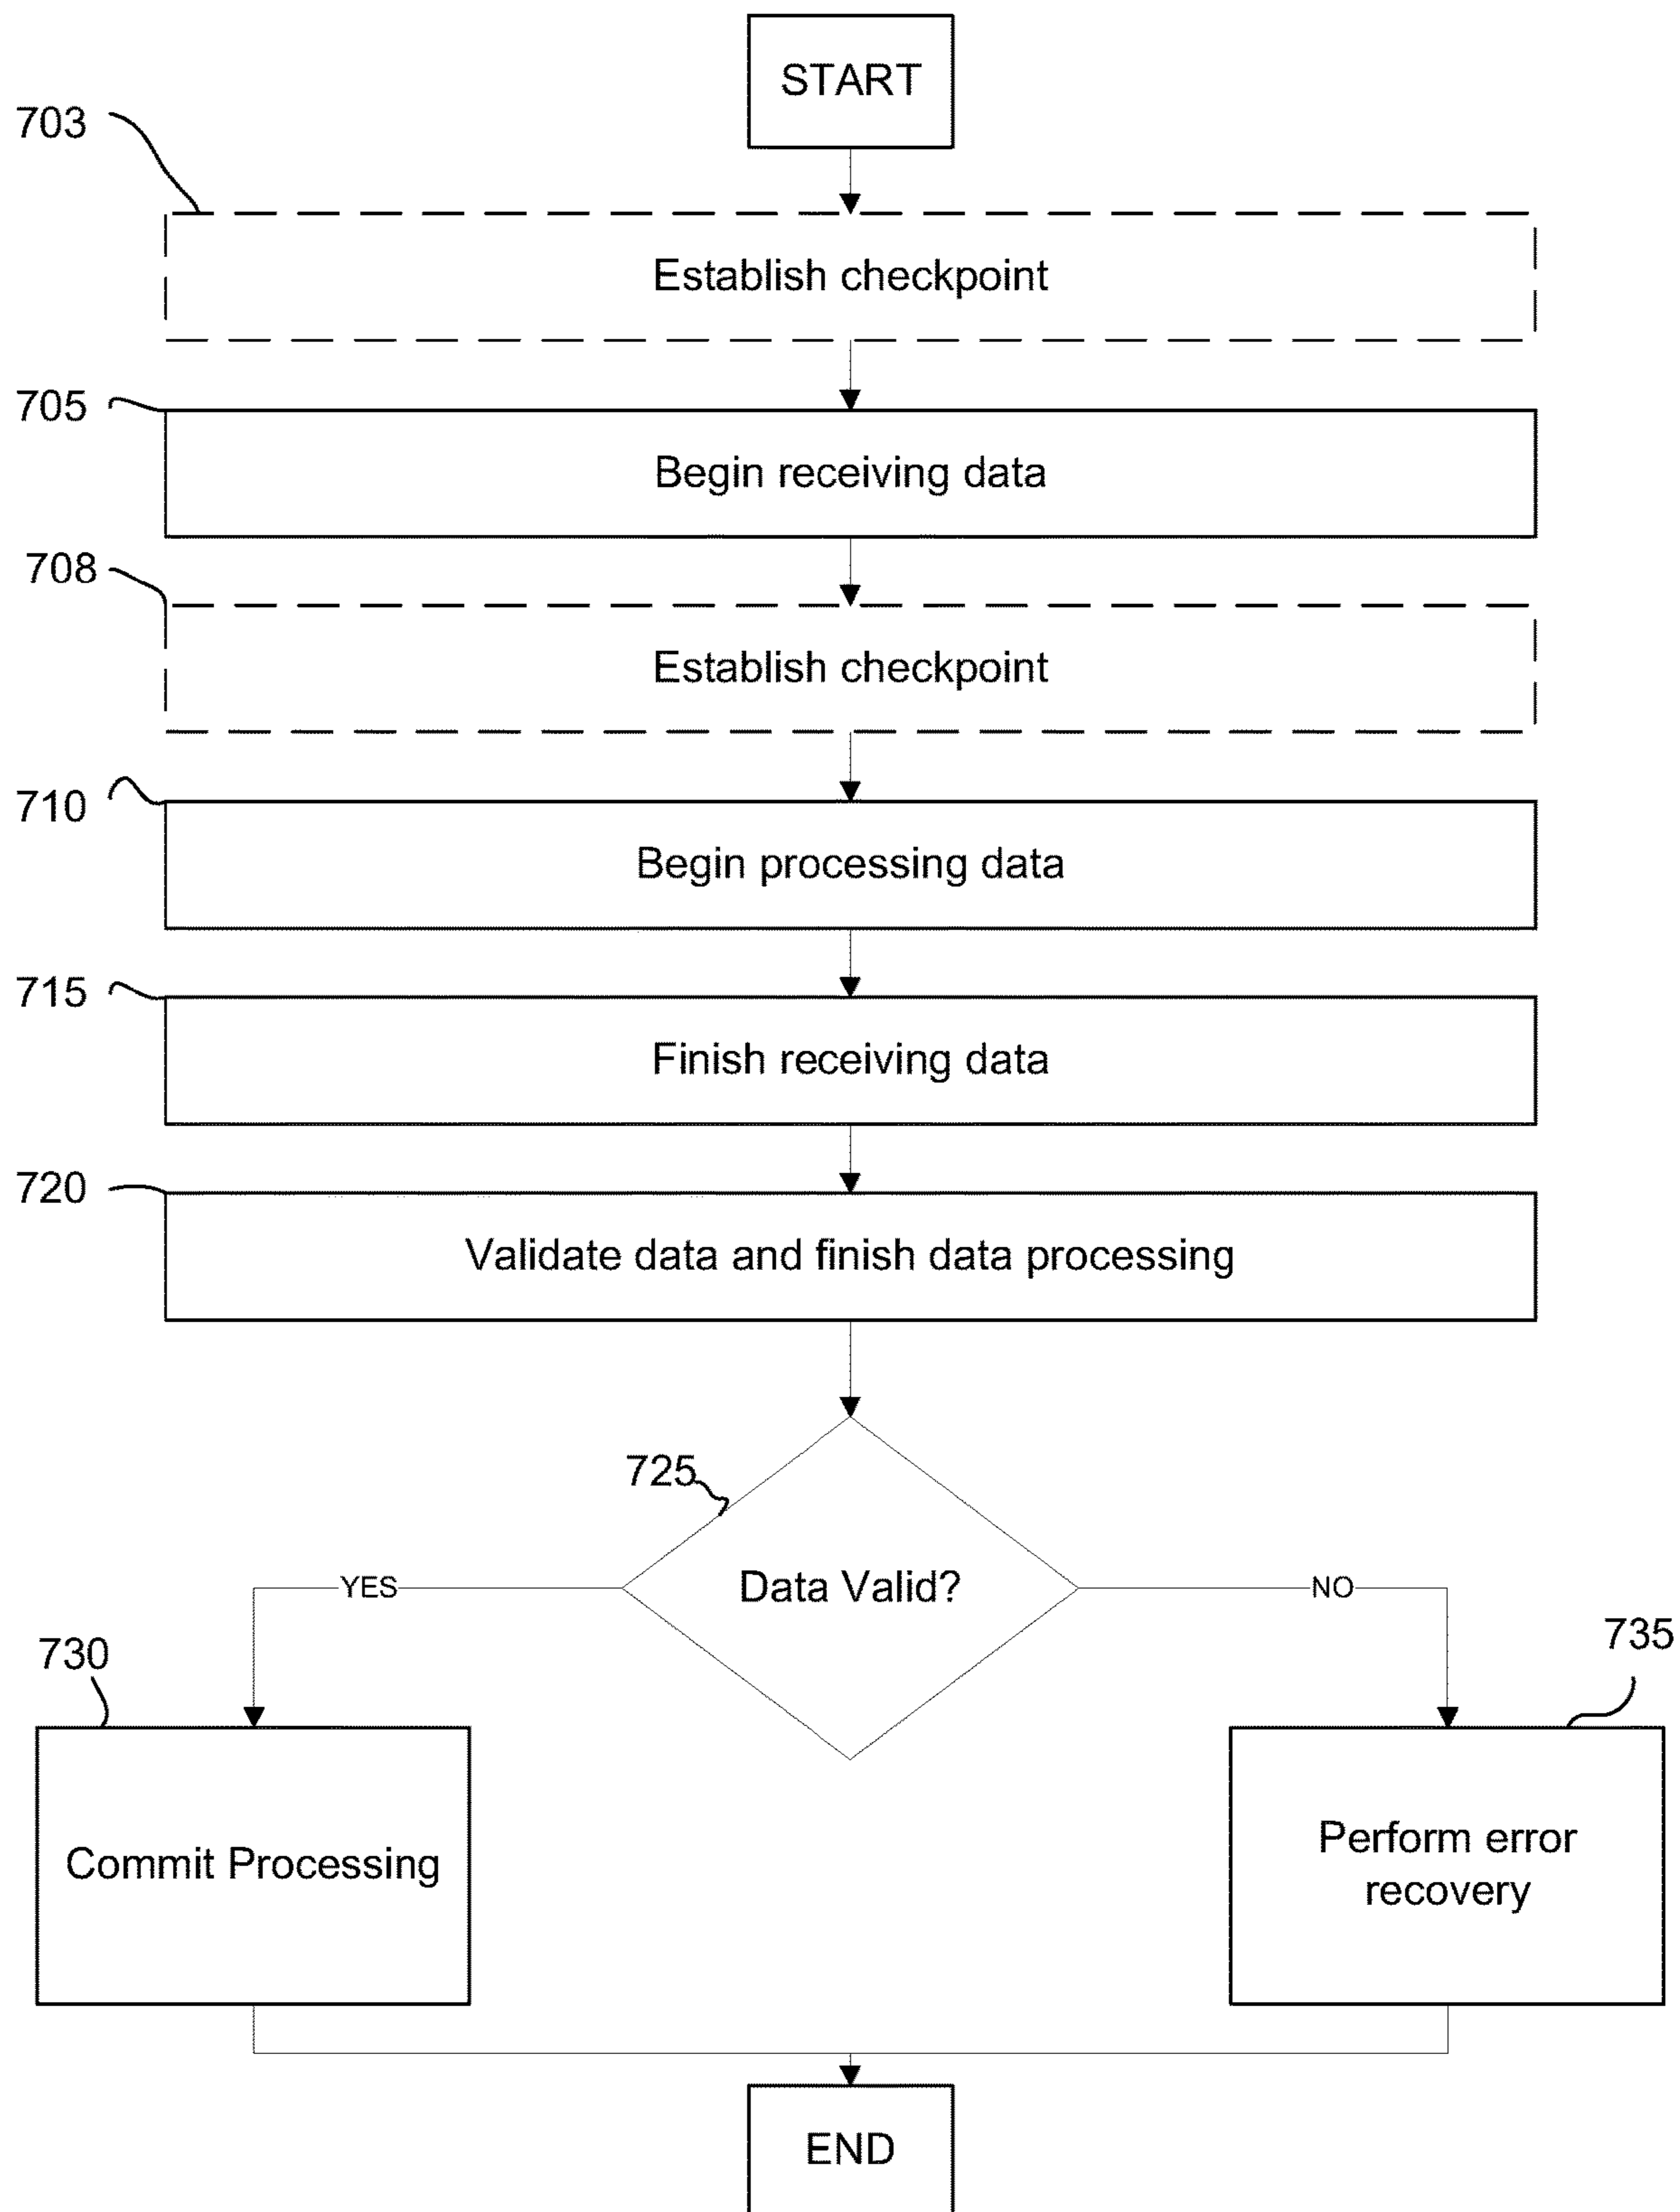 START
703
Establish checkpoint
705
Begin receiving data
708
Establish checkpoint
710
Begin processing data
715
Finish receiving data
720
Validate data and finish data processing
725
Data Valid?
YES
NO
730
735
Commit Processing
Perform error
recovery
END